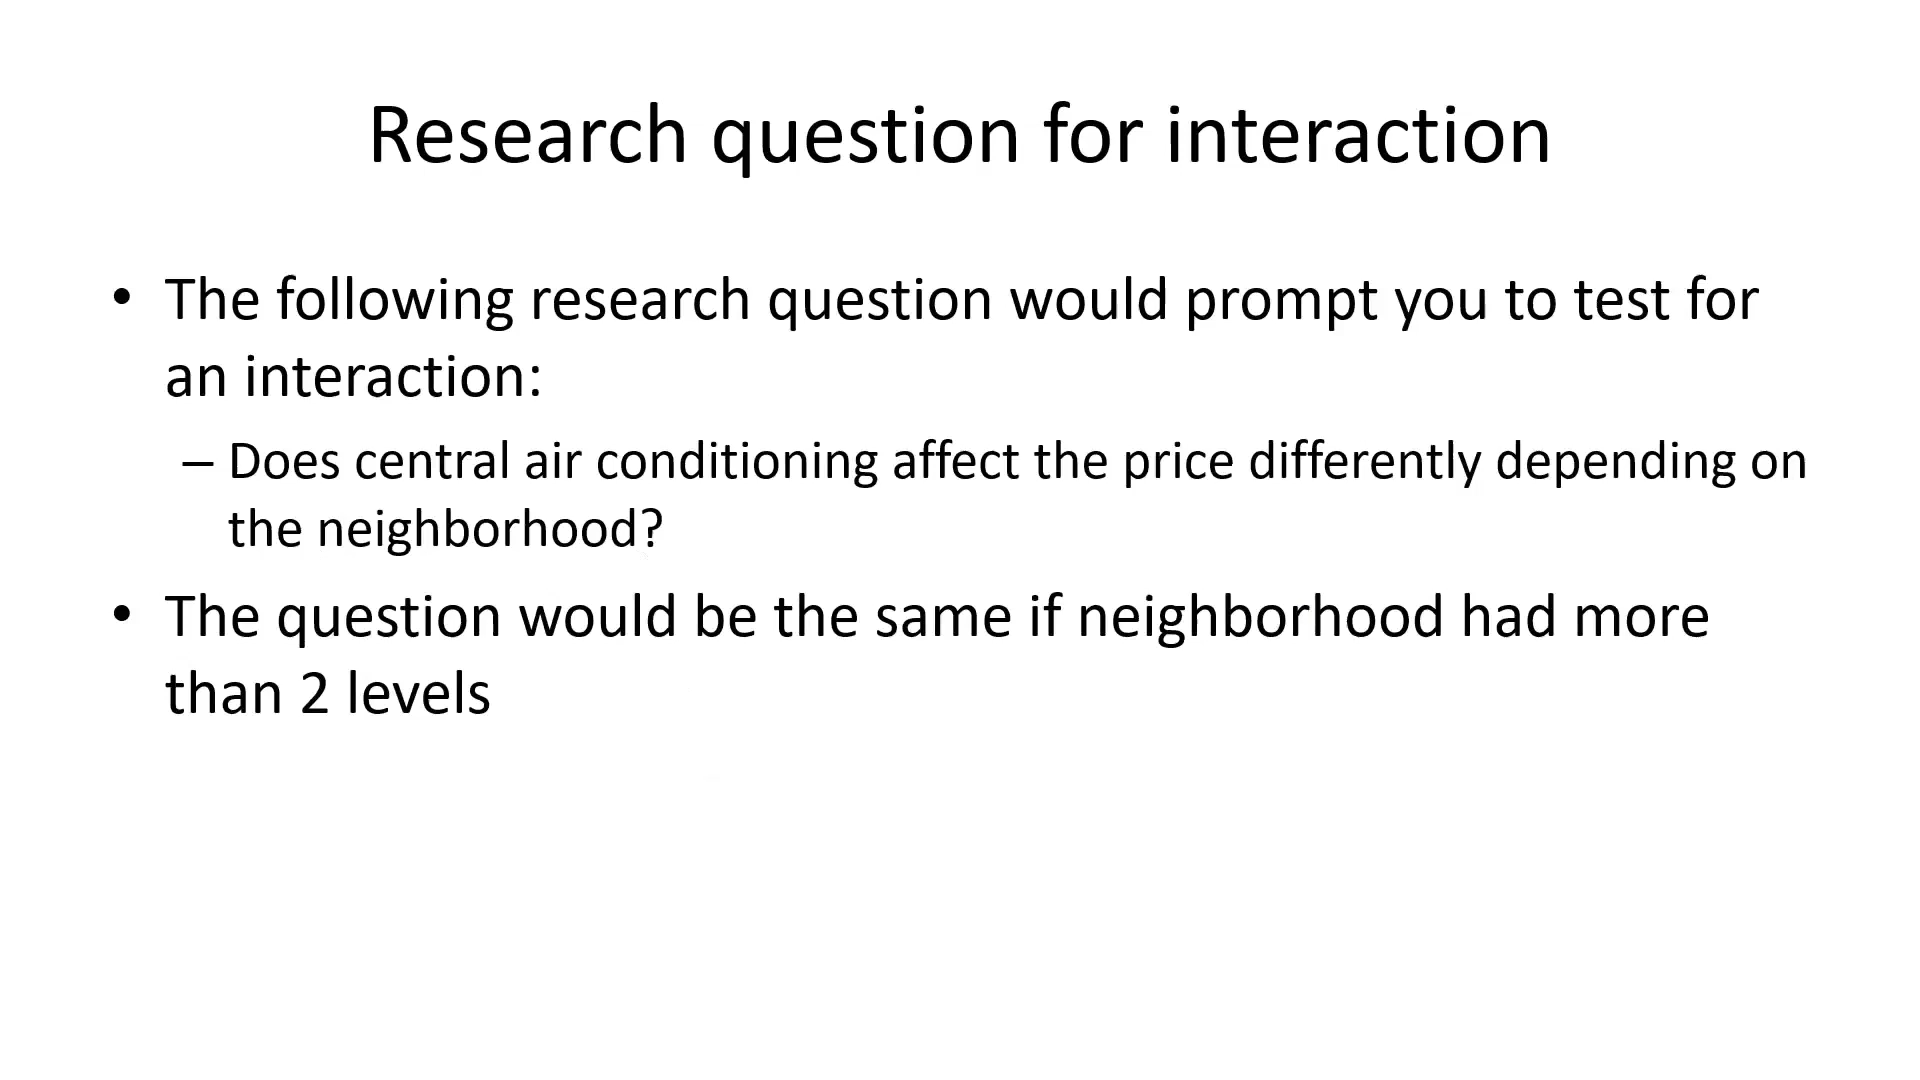 Research question for interaction
• The following research question would prompt you to test for
an interaction:
– Does central air conditioning affect the price differently depending on
the neighborhood?
• The question would be the same if neighborhood had more
than 2 levels